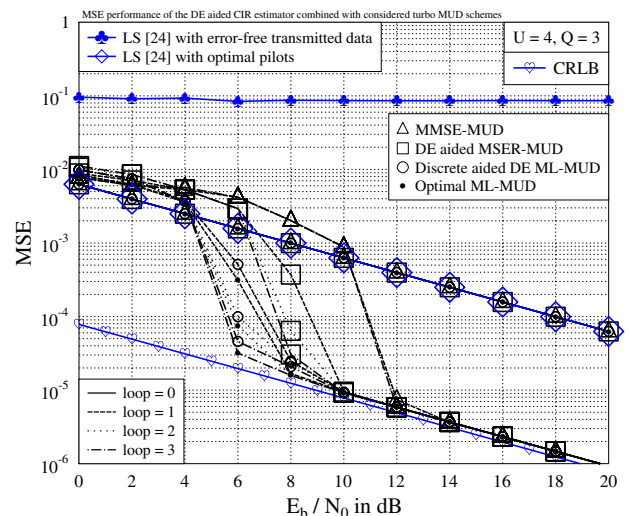 MSE performance of the DE aided CIR estimator combined with considered turbo MUD schemes
LS [24] with error-free transmitted data
LS [24] with optimal pilots
U = 4, Q = 3
CRLB
MMSE-MUD
DE aided MSER-MUD
Discrete aided DE ML-MUD
Optimal ML-MUD
loop = 0
loop = 1
loop = 2
loop = 3
MSE
1
10^-1
10^-2
10^-3
10^-4
10^-5
10^-6
0 2 4 6 8 10 12 14 16 18 20
E_b / N_0 in dB